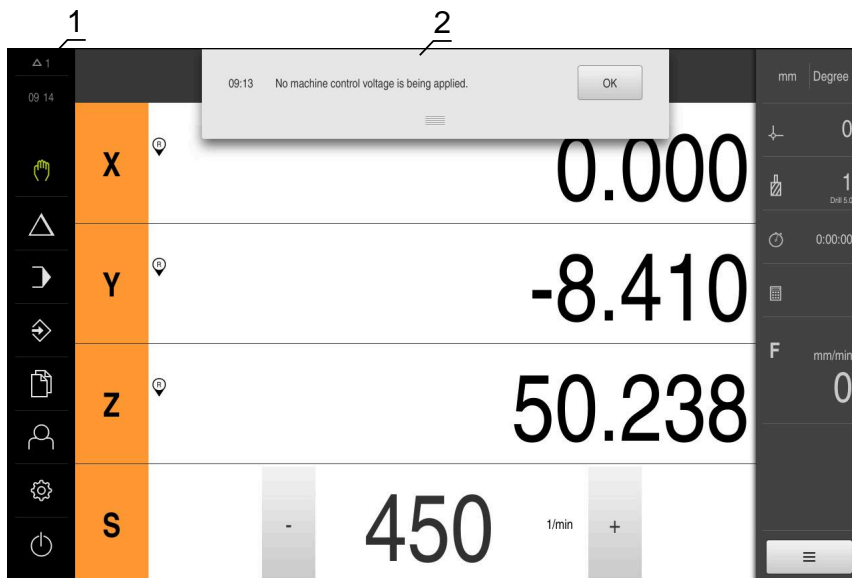 1
2
△ 1
09 14
09:13 No machine control voltage is being applied. OK
mm Degree
X R 0.000
0
1
Drill 5.0
Y R -8.410
0:00:00
Z R 50.238
F mm/min
0
S - 450 1/min +